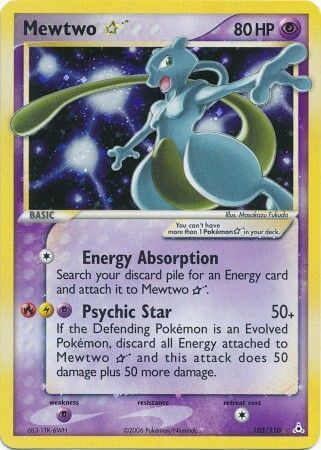 Mewtwo ☆ 80 HP
BASIC
Illus. Masakazu Fukuda
You can't have
more than 1 Pokémon☆ in your deck.
Energy Absorption
Search your discard pile for an Energy card
and attach it to Mewtwo ☆.
Psychic Star 50+
If the Defending Pokémon is an Evolved
Pokémon, discard all Energy attached to
Mewtwo ☆ and this attack does 50
damage plus 50 more damage.
weakness resistance retreat cost
683-1TK-6WH ©2006 Pokémon/Nintendo 103/110